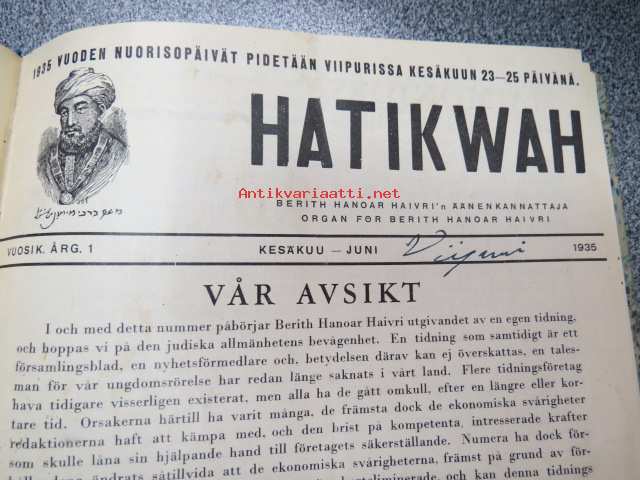 1935 VUODEN NUORISOPÄIVÄT PIDETÄÄN VIIPURISSA KESÄKUUN 23—25 PÄIVÄNÄ.
HATIKWAH
Antikvariaatti.net
BERITH HANOAR HAIVRI'n ÄÄNENKANNATTAJA
ORGAN FÖR BERITH HANOAR HAIVRI
VUOSIK. ÅRG. 1 KESÄKUU — JUNI Viipuri 1935
VÅR AVSIKT
I och med detta nummer påbörjar Berith Hanoar Haivri utgivandet av en egen tidning,
och hoppas vi på den judiska allmänhetens bevågenhet. En tidning som samtidigt är ett
församlingsblad, en nyhetsförmedlare och. betydelsen därav kan ej överskattas, en tales-
man för vår ungdomsrörelse har redan länge saknats i vårt land. Flere tidningsföretag
hava tidigare visserligen existerat, men alla ha de gått omkull, efter en längre eller kor-
tare tid. Orsakerna härtill ha varit många, de främsta dock de ekonomiska svårigheter
redaktionerna haft att kämpa med, och den brist på kompetenta, intresserade krafter
som skulle låna sin hjälpande hand till företagets säkerställande. Numera ha dock för-
ändrats såtillvida att de ekonomiska svårigheterna, främst på grund av
eliminerade, och kan denna tidnings